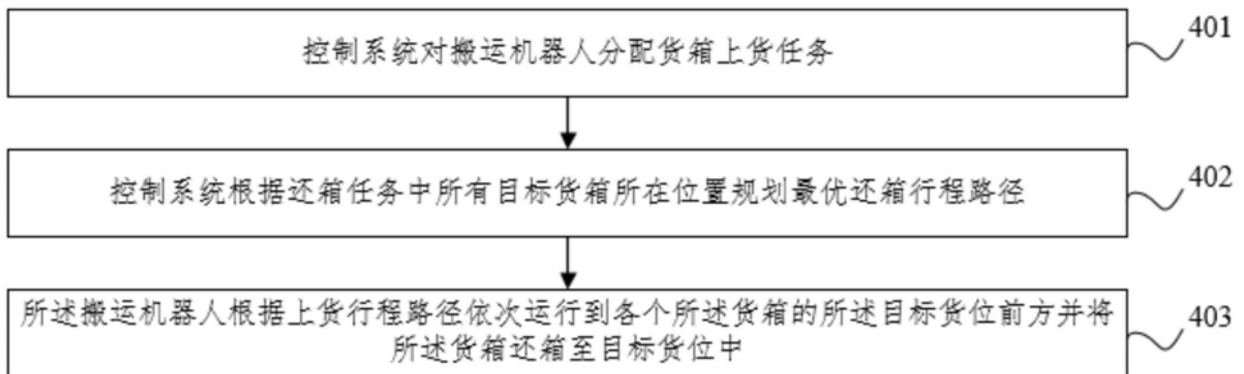 控制系统对搬运机器人分配货箱上货任务
401
控制系统根据还箱任务中所有目标货箱所在位置规划最优还箱行程路径
402
所述搬运机器人根据上货行程路径依次运行到各个所述货箱的所述目标货位前方并将
所述货箱还箱至目标货位中
403